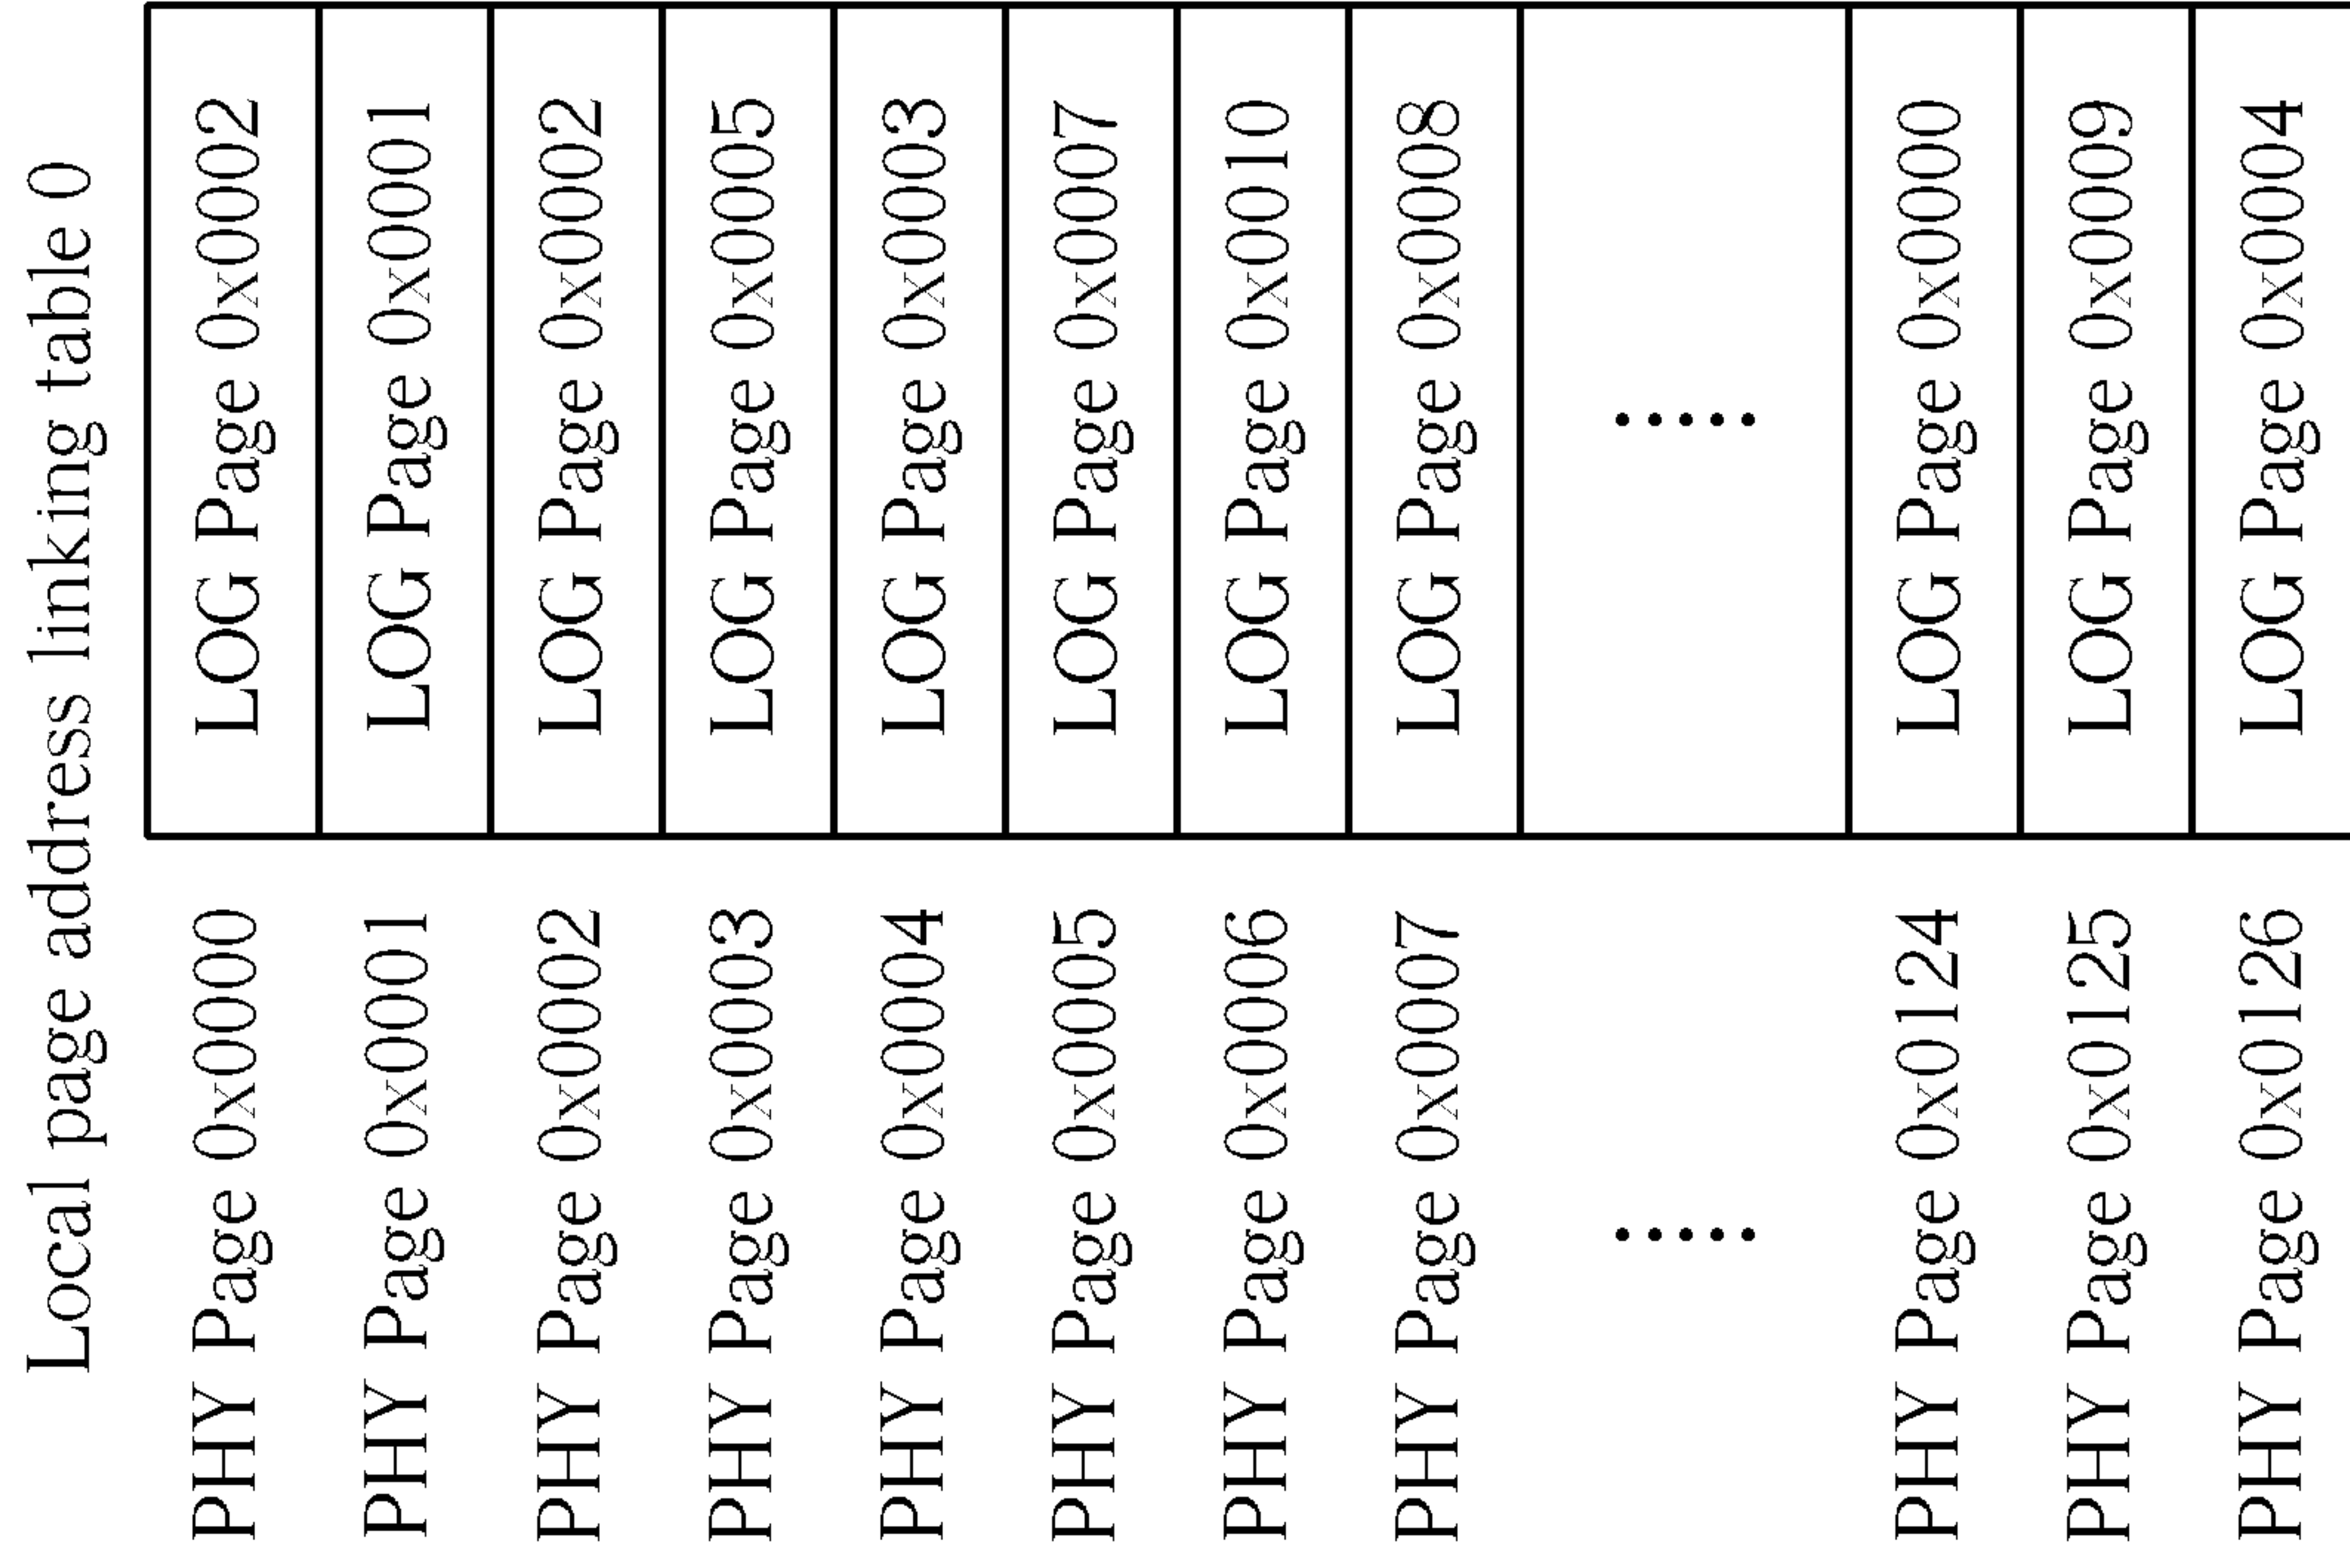 Local page address linking table 0
PHY Page 0x0000 LOG Page 0x0002
PHY Page 0x0001 LOG Page 0x0001
PHY Page 0x0002 LOG Page 0x0002
PHY Page 0x0003 LOG Page 0x0005
PHY Page 0x0004 LOG Page 0x0003
PHY Page 0x0005 LOG Page 0x0007
PHY Page 0x0006 LOG Page 0x0010
PHY Page 0x0007 LOG Page 0x0008
..... .....
PHY Page 0x0124 LOG Page 0x0000
PHY Page 0x0125 LOG Page 0x0009
PHY Page 0x0126 LOG Page 0x0004